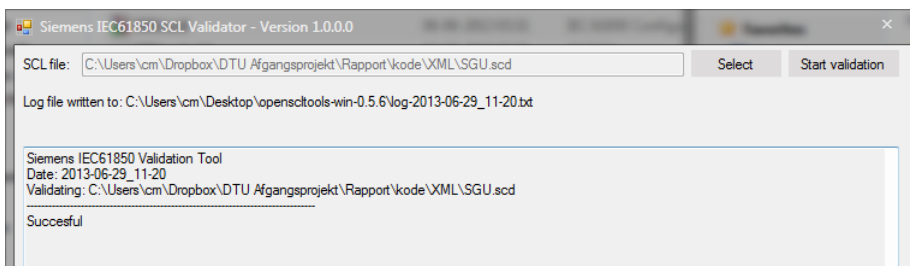 Siemens IEC61850 SCL Validator - Version 1.0.0.0
SCL file: C:\Users\cm\Dropbox\DTU Afgangsprojekt\Rapport\kode\XML\SGU.scd Select Start validation
Log file written to: C:\Users\cm\Desktop\openscltools-win-0.5.6\log-2013-06-29_11-20.txt
Siemens IEC61850 Validation Tool
Date: 2013-06-29_11-20
Validating: C:\Users\cm\Dropbox\DTU Afgangsprojekt\Rapport\kode\XML\SGU.scd
--------------------------------------------------------------------------------
Succesful